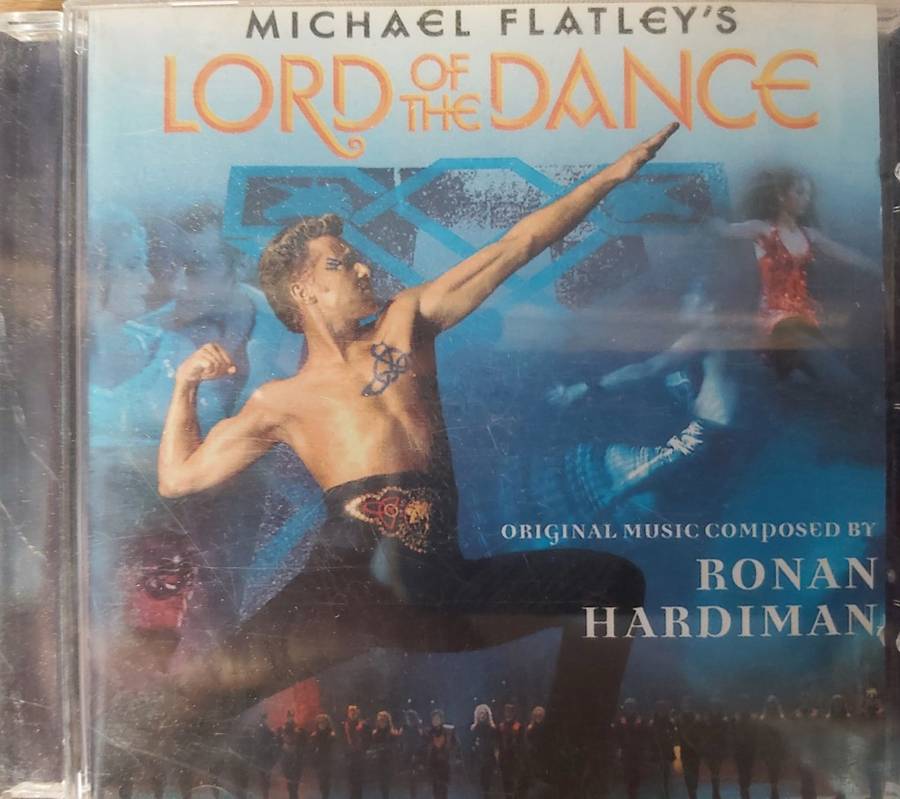 MICHAEL FLATLEY'S
LORD OF THE DANCE
ORIGINAL MUSIC COMPOSED BY
RONAN
HARDIMAN